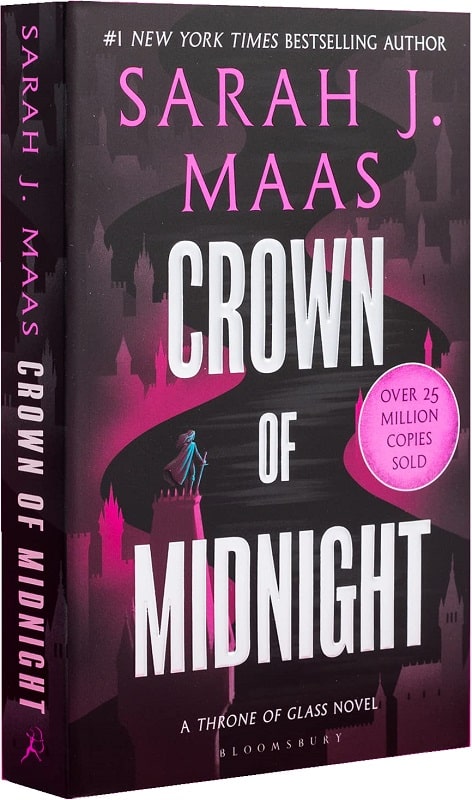 #1 NEW YORK TIMES BESTSELLING AUTHOR
SARAH J.
MAAS
CROWN
OF
MIDNIGHT
OVER 25
MILLION
COPIES
SOLD
A THRONE OF GLASS NOVEL
BLOOMSBURY
SARAH J. MAAS CROWN OF MIDNIGHT